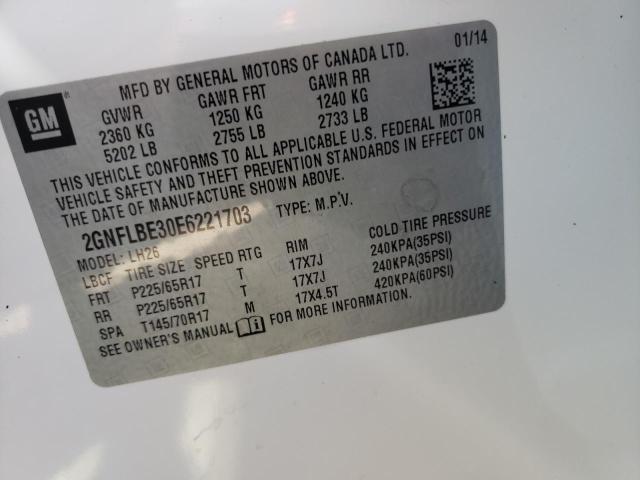 GM
MFD BY GENERAL MOTORS OF CANADA LTD. 01/14
GVWR GAWR FRT GAWR RR
2360 KG 1250 KG 1240 KG
5202 LB 2755 LB 2733 LB
THIS VEHICLE CONFORMS TO ALL APPLICABLE U.S. FEDERAL MOTOR
VEHICLE SAFETY AND THEFT PREVENTION STANDARDS IN EFFECT ON
THE DATE OF MANUFACTURE SHOWN ABOVE.
2GNFLBE30E6221703 TYPE: M.P.V.
MODEL: LH26
LBCF TIRE SIZE SPEED RTG RIM COLD TIRE PRESSURE
FRT P225/65R17 T 17X7J 240KPA(35PSI)
RR P225/65R17 T 17X7J 240KPA(35PSI)
SPA T145/70R17 M 17X4.5T 420KPA(60PSI)
SEE OWNER'S MANUAL i FOR MORE INFORMATION.